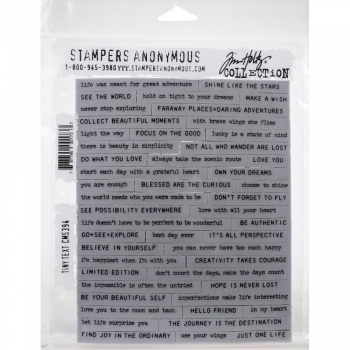 STAMPERS ANONYMOUS
1-800-945-3980 WWW.STAMPERSANONYMOUS.COM
Tim Holtz
COLLECTION
life was meant for great adventure SHINE LIKE THE STARS
SEE THE WORLD hold on tight to your dreams MAKE A WISH
never stop exploring FARAWAY PLACES+DARING ADVENTURES
COLLECT BEAUTIFUL MOMENTS with brave wings she flies
light the way FOCUS ON THE GOOD lucky is a state of mind
there is beauty in simplicity NOT ALL WHO WANDER ARE LOST
DO WHAT YOU LOVE always take the scenic route LOVE YOU
start each day with a grateful heart OWN YOUR DREAMS
you are enough BLESSED ARE THE CURIOUS choose to shine
the world needs who you were made to be DON'T FORGET TO FLY
SEE POSSIBILITY EVERYWHERE love with all your heart
life doesn't have to be perfect to be wonderful BE AUTHENTIC
GO+SEE+EXPLORE best day ever IT'S ALL PERSPECTIVE
BELIEVE IN YOURSELF you can never have too much happy
i'm happiest when i'm with you CREATIVITY TAKES COURAGE
LIMITED EDITION don't count the days, make the days count
the impossible is often the untried HOPE IS NEVER LOST
BE YOUR BEAUTIFUL SELF imperfections make life interesting
love you to the moon and back HELLO FRIEND in my heart
let life surprise you THE JOURNEY IS THE DESTINATION
FIND JOY IN THE ORDINARY use your wings JUST ONE LIFE
TINY TEXT CMS394